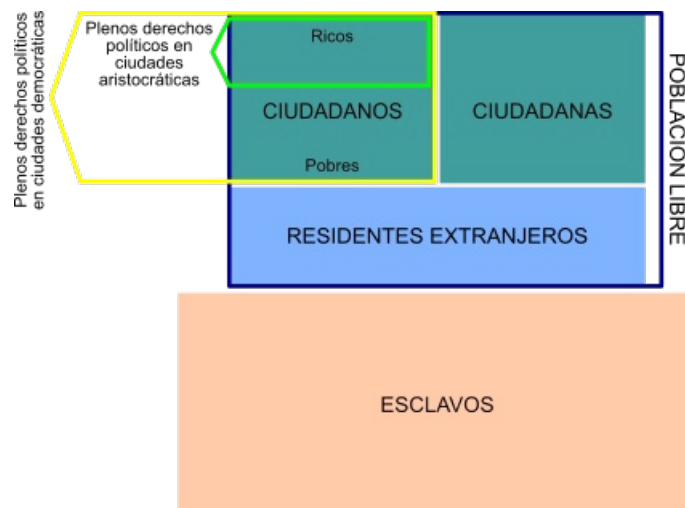 Plenos derechos políticos
en ciudades democráticas
Plenos derechos
políticos en
ciudades
aristocráticas
Ricos
CIUDADANOS
Pobres
CIUDADANAS
POBLACION LIBRE
RESIDENTES EXTRANJEROS
ESCLAVOS